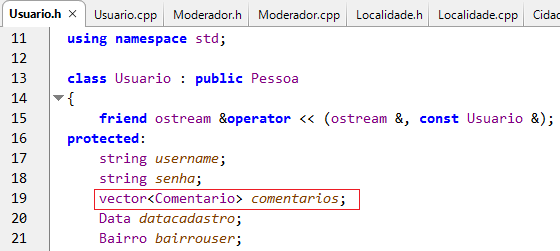 Usuario.h × Usuario.cpp Moderador.h Moderador.cpp Localidade.h Localidade.cpp
11 using namespace std;
12
13 class Usuario : public Pessoa
14 {
15 friend ostream &operator << (ostream &, const Usuario &);
16 protected:
17 string username;
18 string senha;
19 vector<Comentario> comentarios;
20 Data datacadastro;
21 Bairro bairrouser;